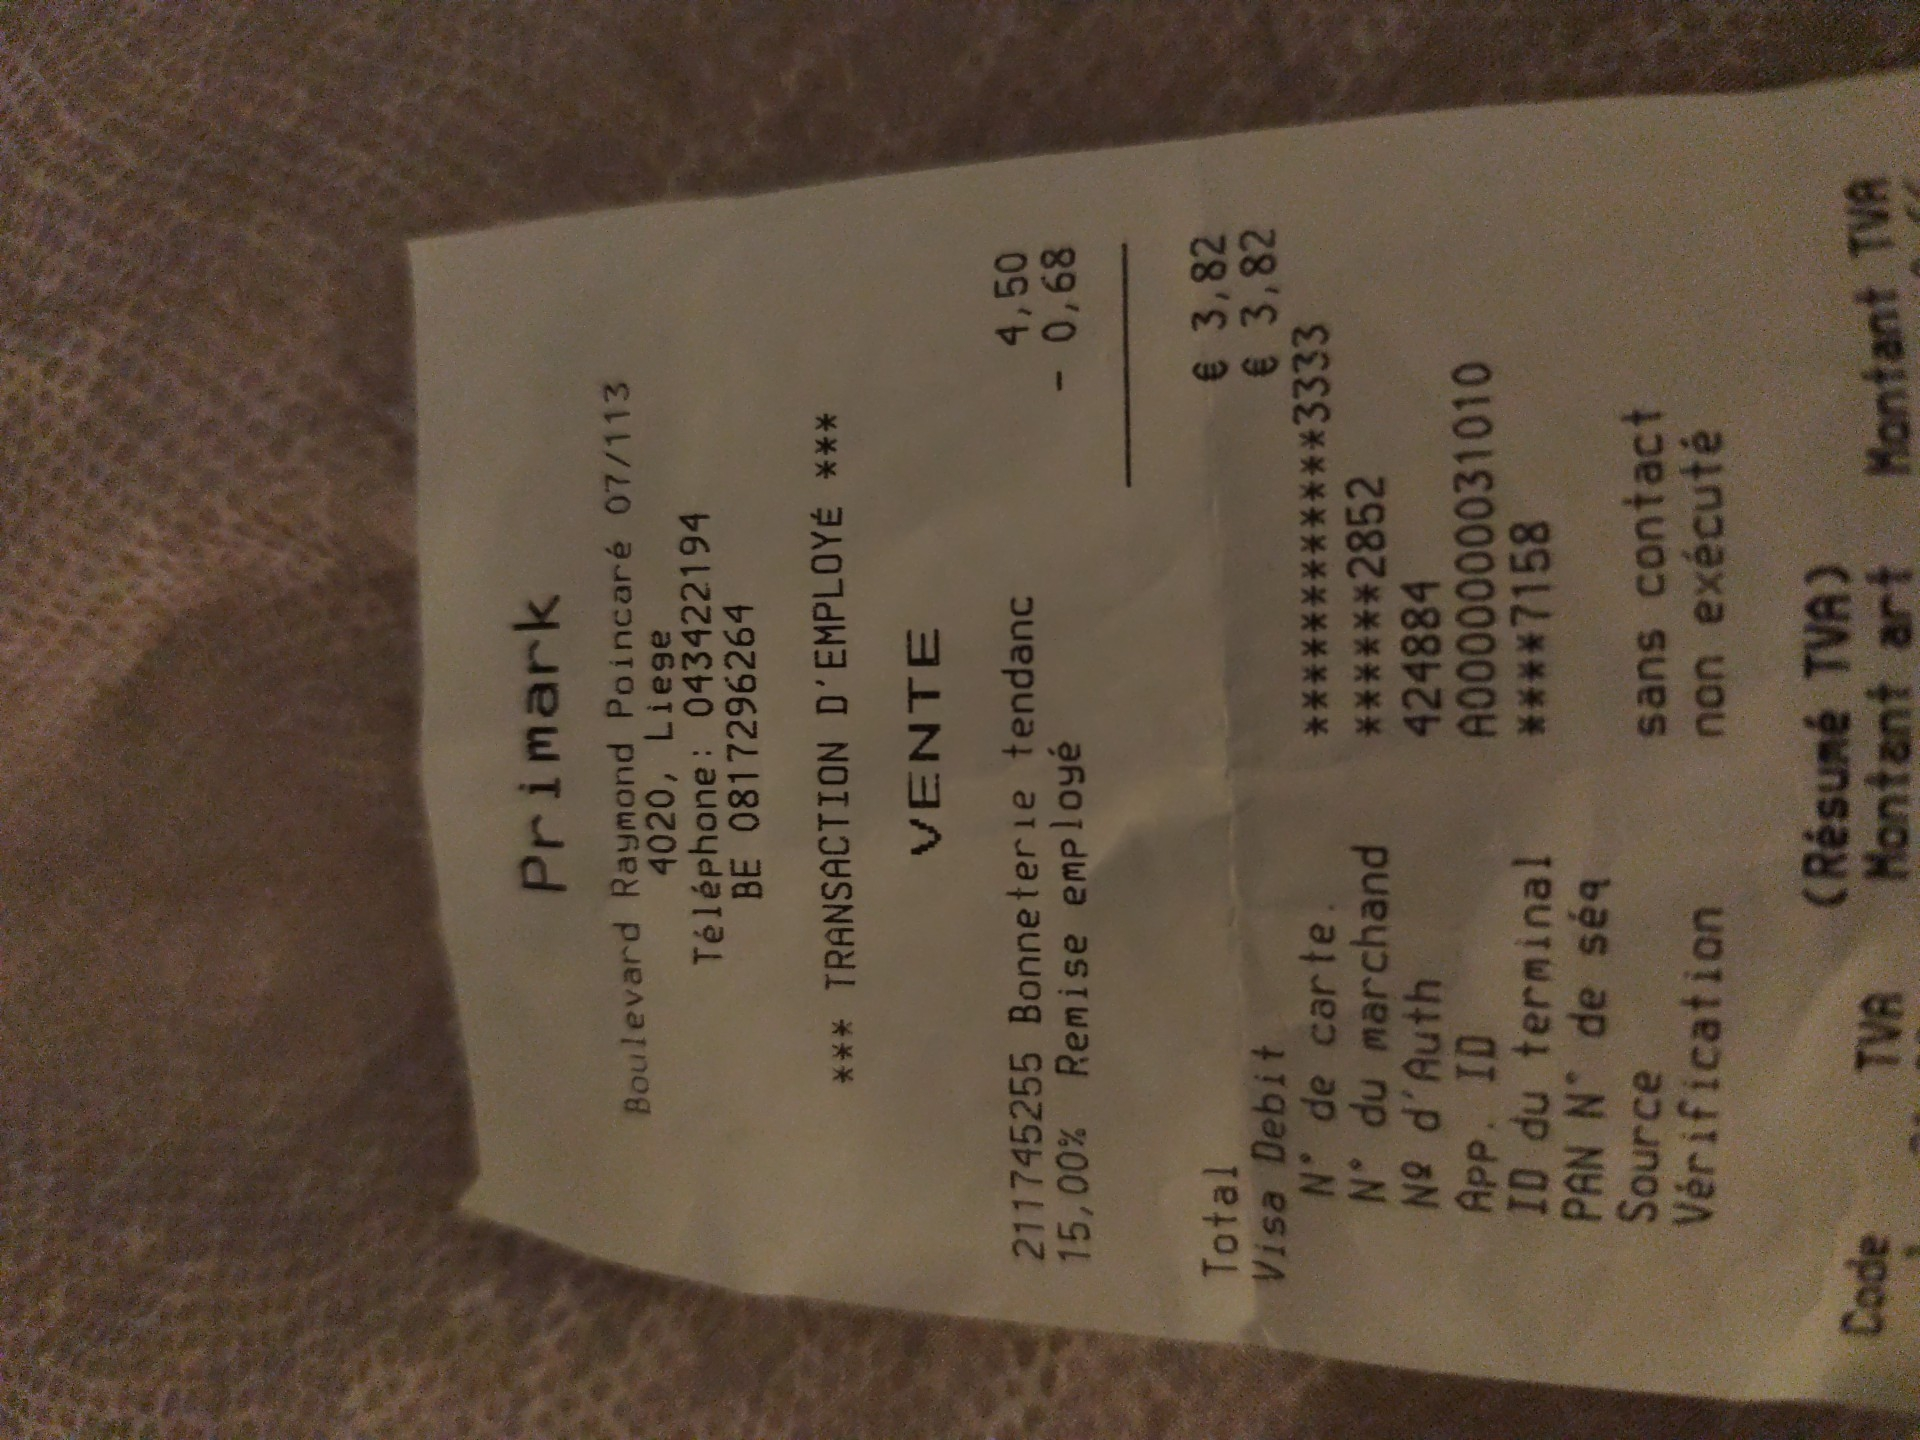 Primark
Boulevard Raymond Poincaré 07/113
4020, Liege
Téléphone: 043422194
BE 0817296264
*** TRANSACTION D'EMPLOYÉ ***
VENTE
2111745255 Bonneterie tendanc 4,50
15,00% Remise employé - 0,68
Total € 3,82
Visa Debit € 3,82
N° de carte. ***************3333
N° du marchand ******2852
Nº d'Auth 424884
App. ID A0000000031010
ID du terminal ****7158
PAN N° de séq
Source sans contact
Vérification non exécuté
(Résumé TVA)
Code TVA Montant art Montant TVA